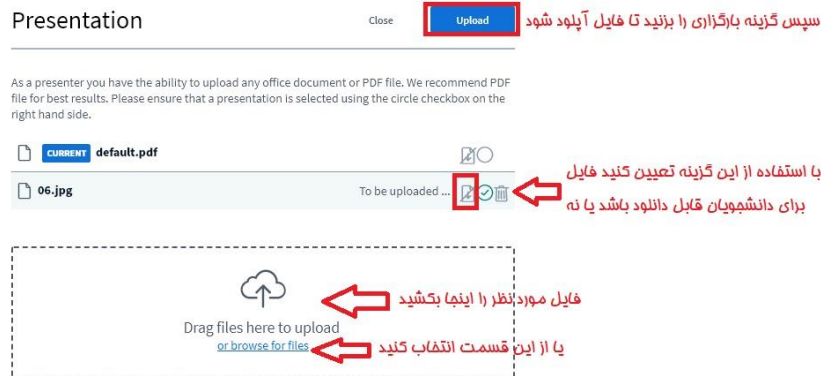 Presentation
Close
Upload
سپس گزینه بارگزاری را بزنید تا فایل آپلود شود
As a presenter you have the ability to upload any office document or PDF file. We recommend PDF
file for best results. Please ensure that a presentation is selected using the circle checkbox on the
right hand side.
CURRENT default.pdf
06.jpg
To be uploaded ...
با استفاده از این گزینه تعیین کنید فایل
برای دانشجویان قابل دانلود باشد یا نه
فایل مورد نظر را اینجا بکشید
Drag files here to upload
or browse for files
یا از این قسمت انتخاب کنید